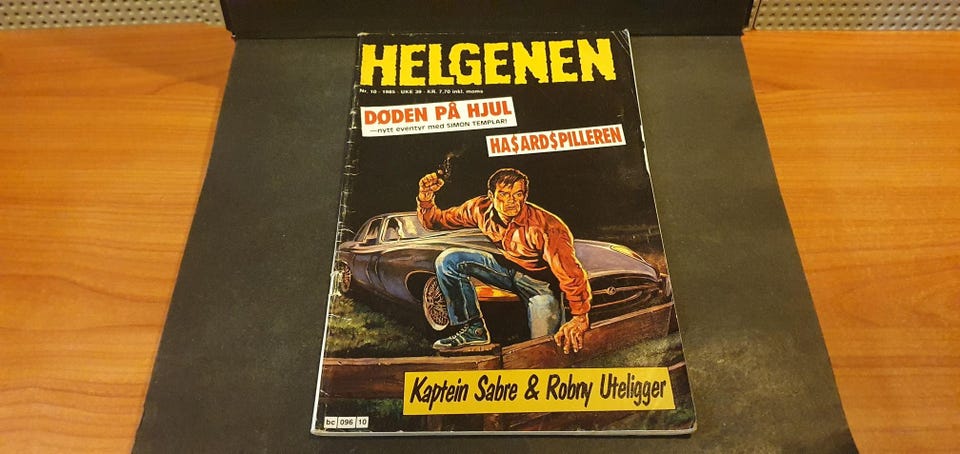 HELGENEN
Nr. 10 - 1985 - UKE 39 - KR. 7,70 inkl. moms
DØDEN PÅ HJUL
—nytt eventyr med SIMON TEMPLAR!
HA$ARD$PILLEREN
Kaptein Sabre & Robny Uteligger
bc 096 10